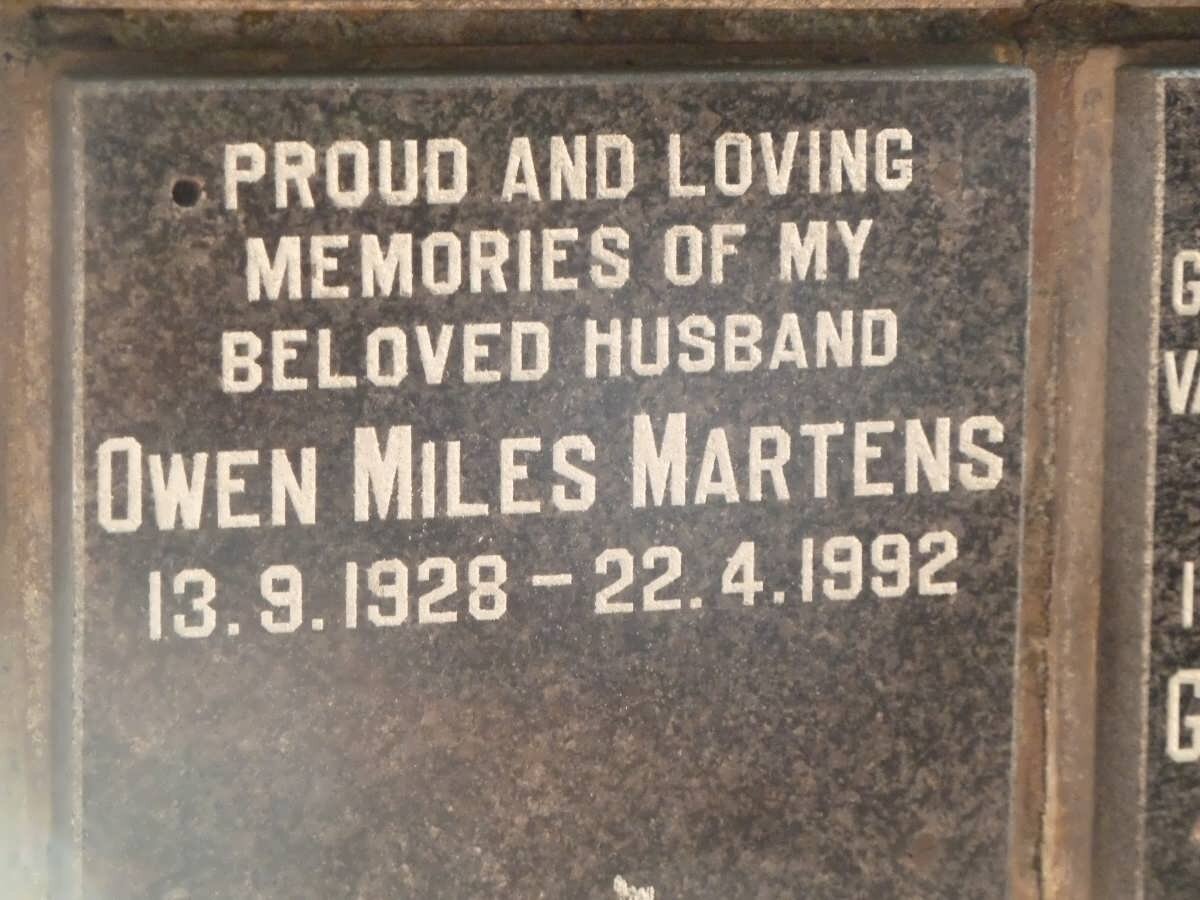 PROUD AND LOVING
MEMORIES OF MY
BELOVED HUSBAND
OWEN MILES MARTENS
13.9.1928 - 22.4.1992